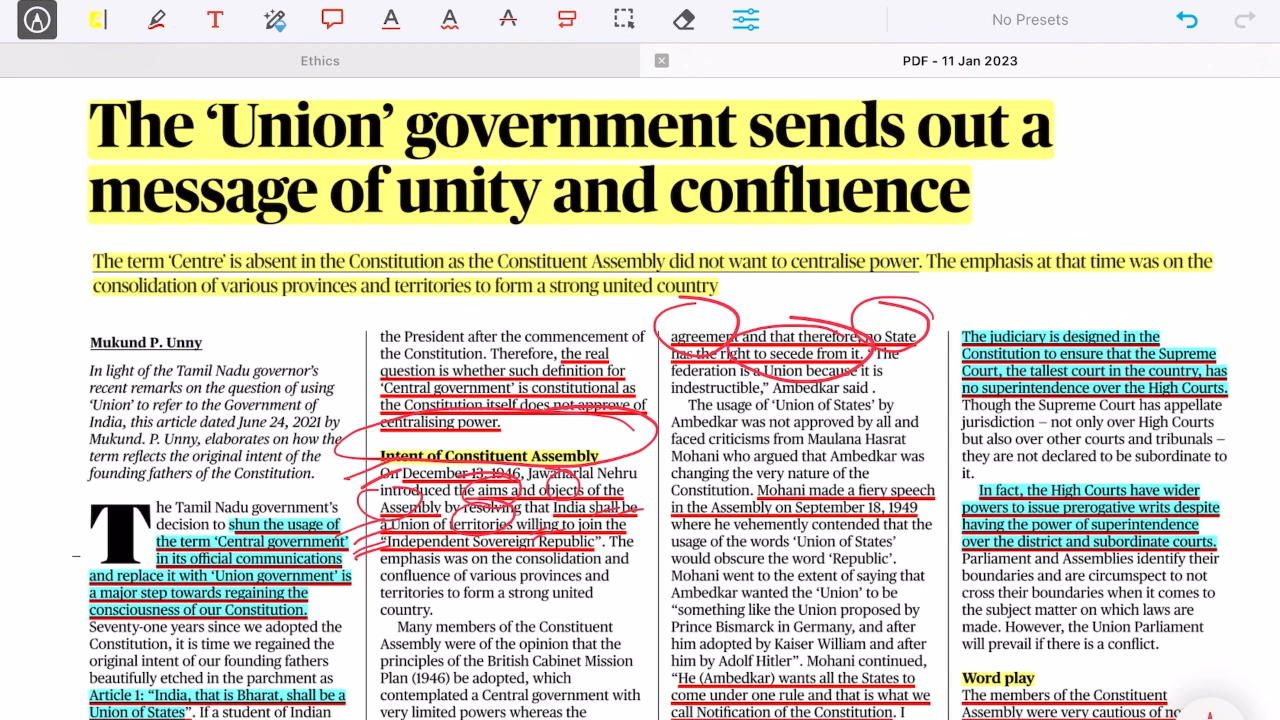 No Presets
Ethics
PDF - 11 Jan 2023
The ‘Union’ government sends out a
message of unity and confluence
The term ‘Centre’ is absent in the Constitution as the Constituent Assembly did not want to centralise power. The emphasis at that time was on the
consolidation of various provinces and territories to form a strong united country
Mukund P. Unny
In light of the Tamil Nadu governor’s
recent remarks on the question of using
‘Union’ to refer to the Government of
India, this article dated June 24, 2021 by
Mukund. P. Unny, elaborates on how the
term reflects the original intent of the
founding fathers of the Constitution.
The Tamil Nadu government’s
decision to shun the usage of
the term ‘Central government’
in its official communications
and replace it with ‘Union government’ is
a major step towards regaining the
consciousness of our Constitution.
Seventy-one years since we adopted the
Constitution, it is time we regained the
original intent of our founding fathers
beautifully etched in the parchment as
Article 1: “India, that is Bharat, shall be a
Union of States”. If a student of Indian
the President after the commencement of
the Constitution. Therefore, the real
question is whether such definition for
‘Central government’ is constitutional as
the Constitution itself does not approve of
centralising power.
Intent of Constituent Assembly
On December 13, 1946, Jawaharlal Nehru
introduced the aims and objects of the
Assembly by resolving that India shall be
a Union of territories willing to join the
“Independent Sovereign Republic”. The
emphasis was on the consolidation and
confluence of various provinces and
territories to form a strong united
country.
Many members of the Constituent
Assembly were of the opinion that the
principles of the British Cabinet Mission
Plan (1946) be adopted, which
contemplated a Central government with
very limited powers whereas the
agreement and that therefore, no State
has the right to secede from it. “The
federation is a Union because it is
indestructible,” Ambedkar said .
The usage of ‘Union of States’ by
Ambedkar was not approved by all and
faced criticisms from Maulana Hasrat
Mohani who argued that Ambedkar was
changing the very nature of the
Constitution. Mohani made a fiery speech
in the Assembly on September 18, 1949
where he vehemently contended that the
usage of the words ‘Union of States’
would obscure the word ‘Republic’.
Mohani went to the extent of saying that
Ambedkar wanted the ‘Union’ to be
“something like the Union proposed by
Prince Bismarck in Germany, and after
him adopted by Kaiser William and after
him by Adolf Hitler”. Mohani continued,
“He (Ambedkar) wants all the States to
come under one rule and that is what we
call Notification of the Constitution. I
The judiciary is designed in the
Constitution to ensure that the Supreme
Court, the tallest court in the country, has
no superintendence over the High Courts.
Though the Supreme Court has appellate
jurisdiction – not only over High Courts
but also over other courts and tribunals –
they are not declared to be subordinate to
it.
In fact, the High Courts have wider
powers to issue prerogative writs despite
having the power of superintendence
over the district and subordinate courts.
Parliament and Assemblies identify their
boundaries and are circumspect to not
cross their boundaries when it comes to
the subject matter on which laws are
made. However, the Union Parliament
will prevail if there is a conflict.
Word play
The members of the Constituent
Assembly were very cautious of